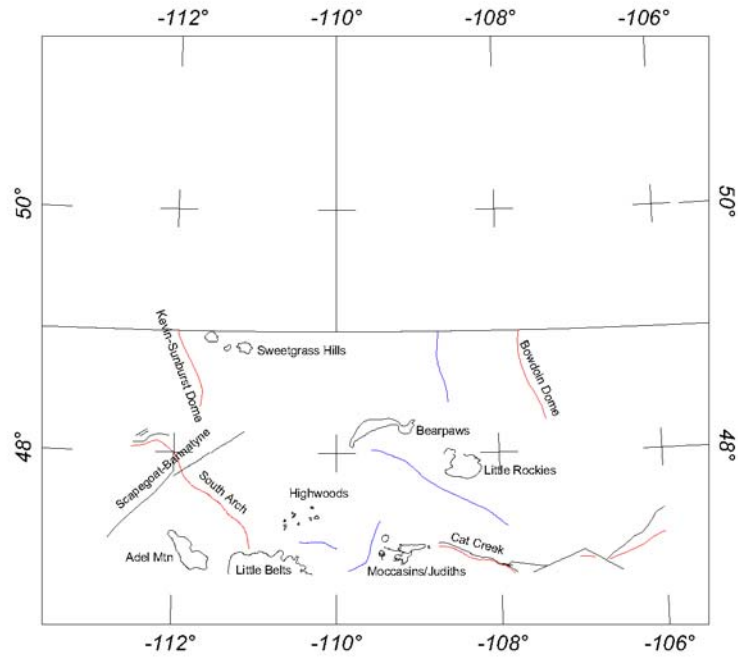 -112° -110° -108° -106°
50° 50°
Kevin-Sunburst Dome
Sweetgrass Hills
Bowdoin Dome
Bearpaws
48° 48°
Scapegoat-Bannatyne
Little Rockies
South Arch
Highwoods
Cat Creek
Adel Mtn
Little Belts
Moccasins/Judiths
-112° -110° -108° -106°